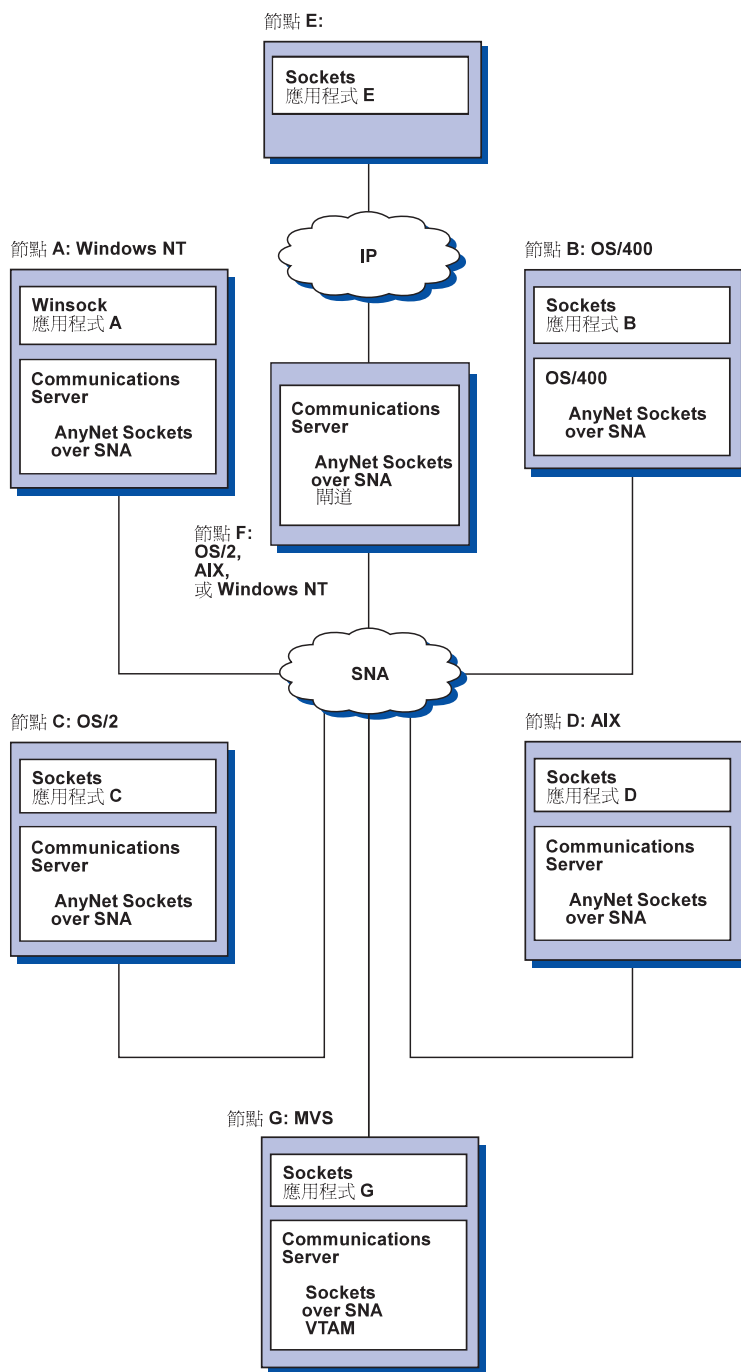 節點 E:
Sockets
應用程式 E
IP
節點 A: Windows NT
Winsock
應用程式 A
Communications
Server
AnyNet Sockets
over SNA
節點 B: OS/400
Sockets
應用程式 B
OS/400
AnyNet Sockets
over SNA
Communications
Server
AnyNet Sockets
over SNA
閘道
節點 F:
OS/2,
AIX,
或 Windows NT
SNA
節點 C: OS/2
Sockets
應用程式 C
Communications
Server
AnyNet Sockets
over SNA
節點 D: AIX
Sockets
應用程式 D
Communications
Server
AnyNet Sockets
over SNA
節點 G: MVS
Sockets
應用程式 G
Communications
Server
Sockets
over SNA
VTAM